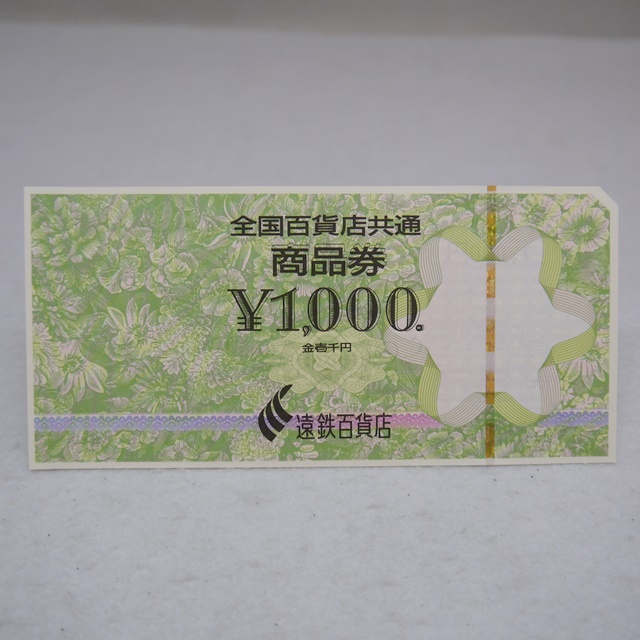 全国百貨店共通
商品券
¥1,000.
金壱千円
遠鉄百貨店